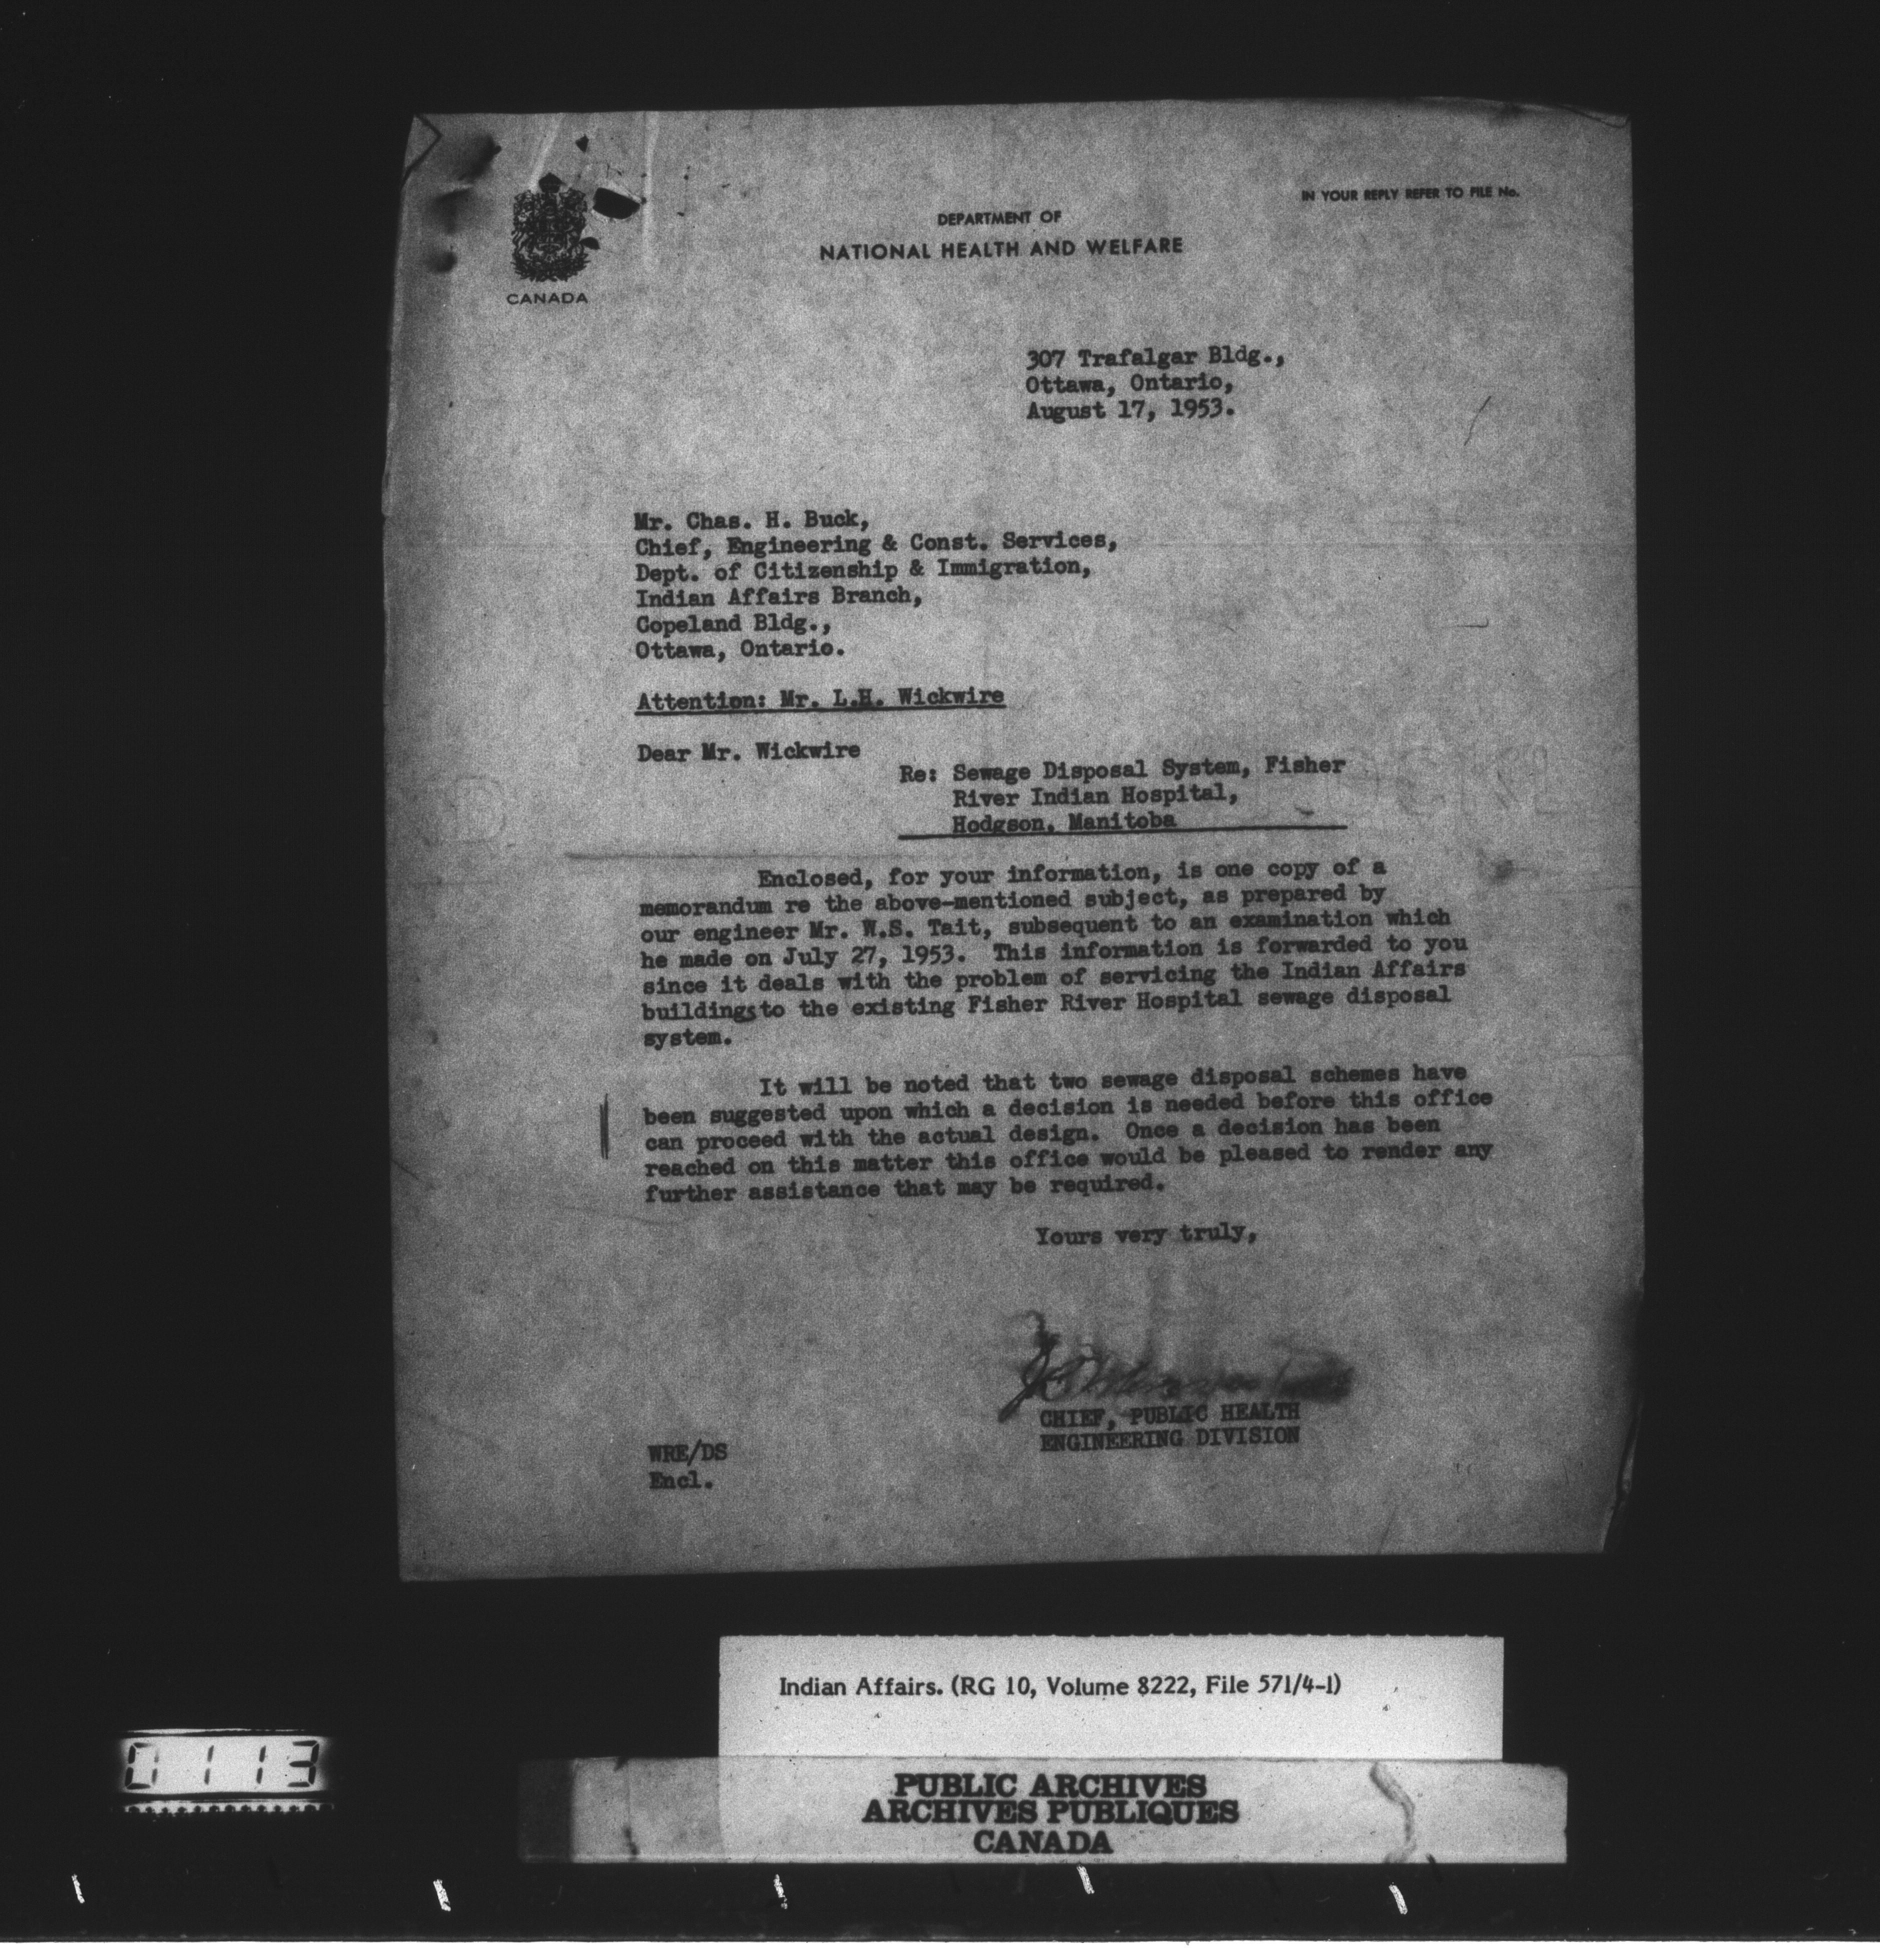 CANADA
DEPARTMENT OF
NATIONAL HEALTH AND WELFARE
IN YOUR REPLY REFER TO FILE No.
307 Trafalgar Bldg.,
Ottawa, Ontario,
August 17, 1953.
Mr. Chas. H. Buck,
Chief, Engineering & Const. Services,
Dept. of Citizenship & Immigration,
Indian Affairs Branch,
Copeland Bldg.,
Ottawa, Ontario.
Attention: Mr. L.H. Wickwire
Dear Mr. Wickwire
Re: Sewage Disposal System, Fisher
River Indian Hospital,
Hodgson, Manitoba
Enclosed, for your information, is one copy of a
memorandum re the above-mentioned subject, as prepared by
our engineer Mr. W.S. Tait, subsequent to an examination which
he made on July 27, 1953. This information is forwarded to you
since it deals with the problem of servicing the Indian Affairs
buildings to the existing Fisher River Hospital sewage disposal
system.
It will be noted that two sewage disposal schemes have
been suggested upon which a decision is needed before this office
can proceed with the actual design. Once a decision has been
reached on this matter this office would be pleased to render any
further assistance that may be required.
Yours very truly,
CHIEF, PUBLIC HEALTH
ENGINEERING DIVISION
WRE/DS
Encl.
Indian Affairs. (RG 10, Volume 8222, File 571/4-1)
0113
PUBLIC ARCHIVES
ARCHIVES PUBLIQUES
CANADA